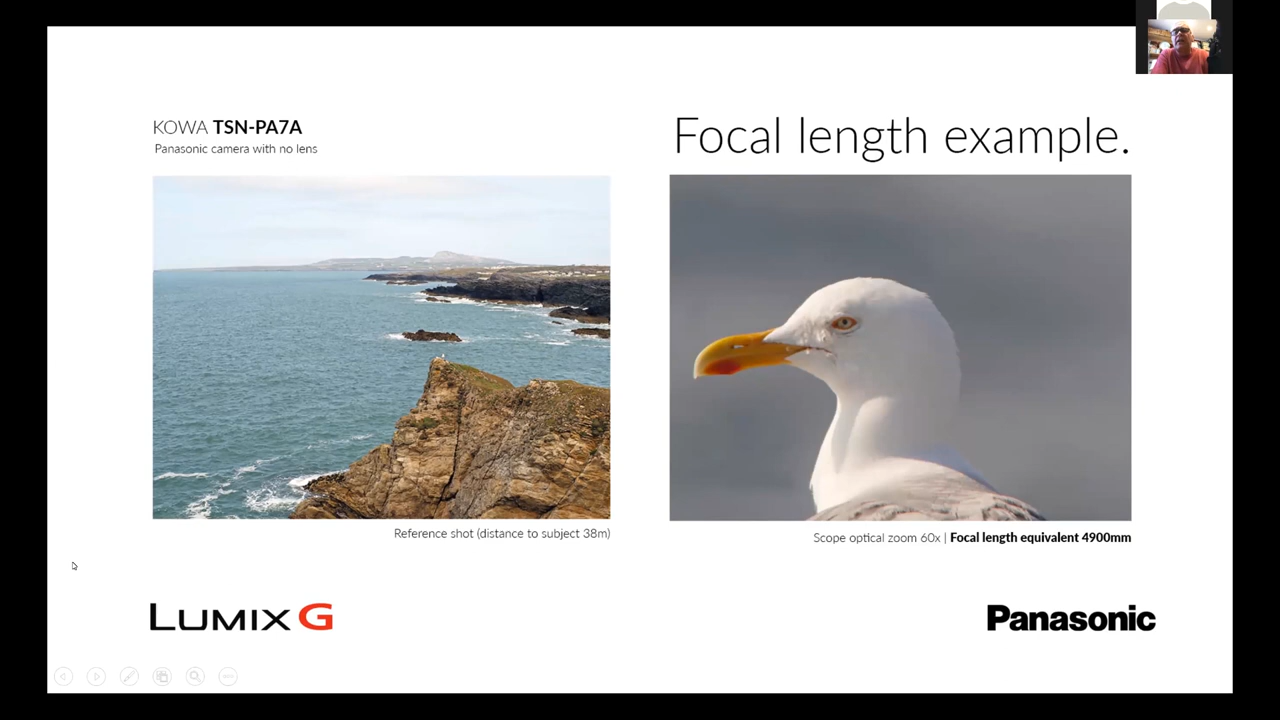 KOWA TSN-PA7A
Panasonic camera with no lens
Focal length example.
Reference shot (distance to subject 38m)
Scope optical zoom 60x | Focal length equivalent 4900mm
LUMIX G
Panasonic